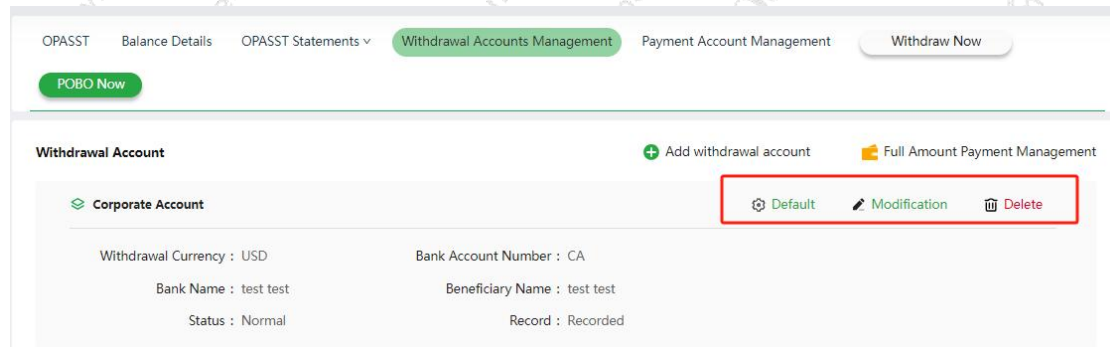 OPASST Balance Details OPASST Statements Withdrawal Accounts Management Payment Account Management Withdraw Now
POBO Now
Withdrawal Account Add withdrawal account Full Amount Payment Management
Corporate Account Default Modification Delete
Withdrawal Currency : USD Bank Account Number : CA
Bank Name : test test Beneficiary Name : test test
Status : Normal Record : Recorded